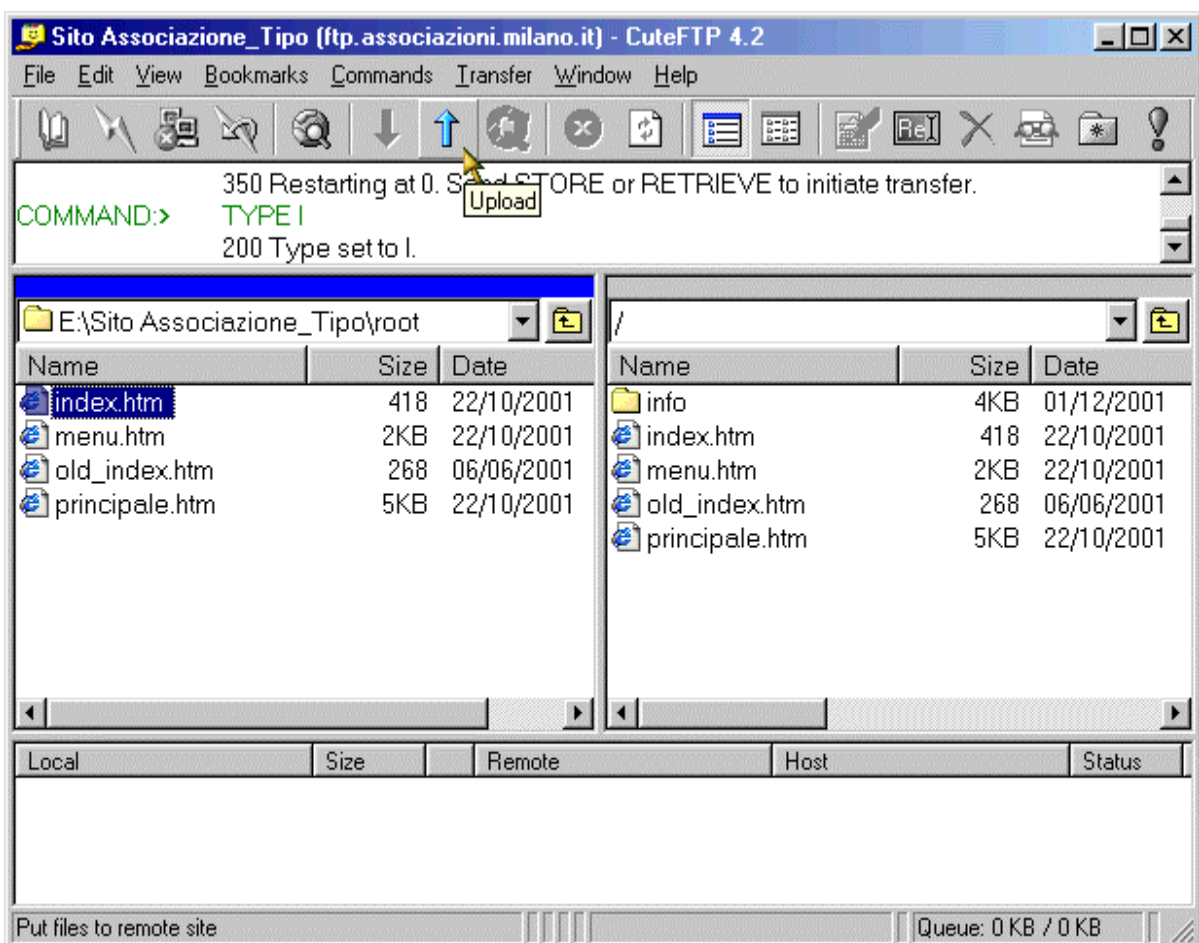 Sito Associazione_Tipo (ftp.associazioni.milano.it) - CuteFTP 4.2
File Edit View Bookmarks Commands Transfer Window Help
ReI
350 Restarting at 0. Send STORE or RETRIEVE to initiate transfer.
Upload
COMMAND:> TYPE I
200 Type set to I.
E:\Sito Associazione_Tipo\root
Name Size Date
index.htm 418 22/10/2001
menu.htm 2KB 22/10/2001
old_index.htm 268 06/06/2001
principale.htm 5KB 22/10/2001
/
Name Size Date
info 4KB 01/12/2001
index.htm 418 22/10/2001
menu.htm 2KB 22/10/2001
old_index.htm 268 06/06/2001
principale.htm 5KB 22/10/2001
Local Size Remote Host Status
Put files to remote site Queue: 0 KB / 0 KB